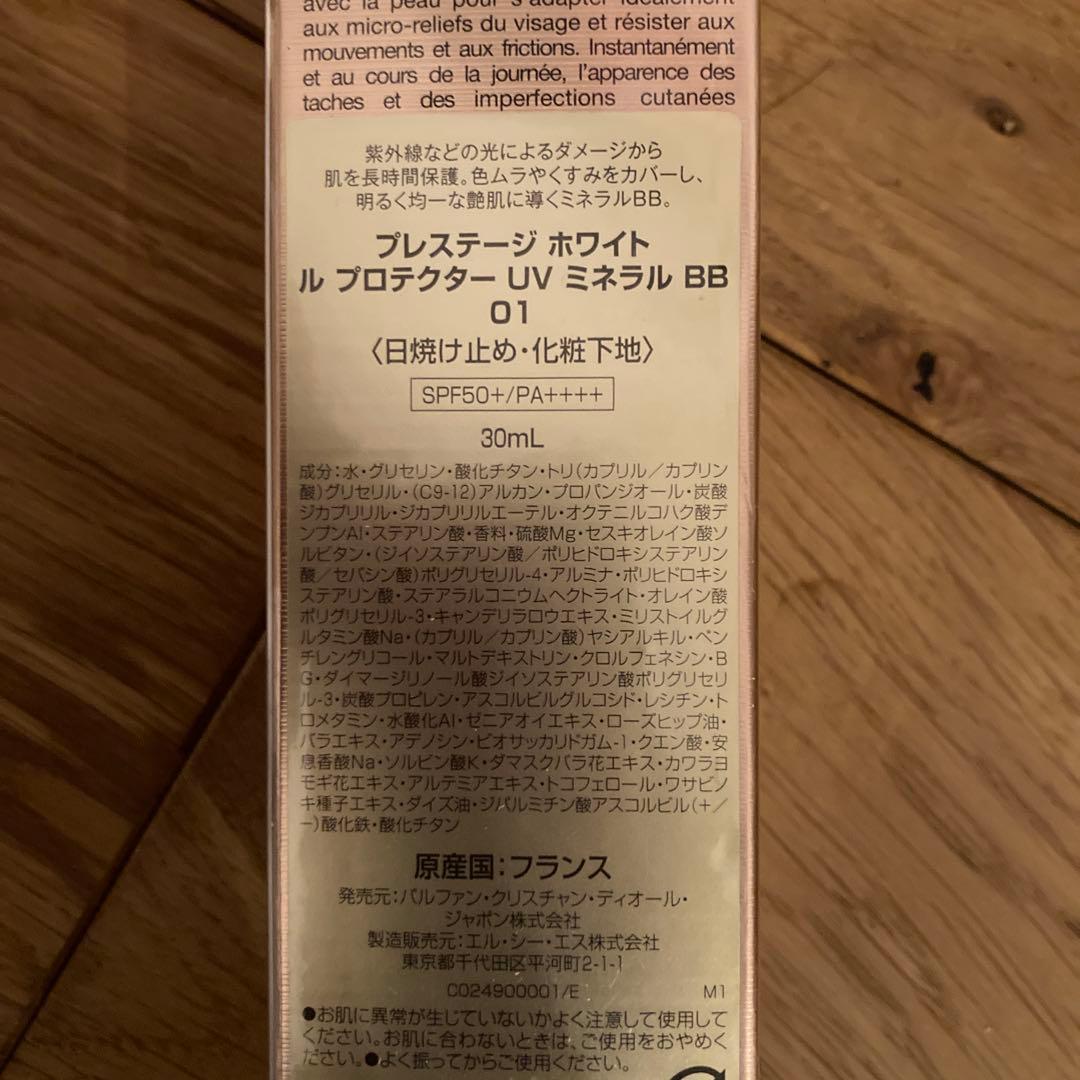 avec la peau pour s'adapter idéalement
aux micro-reliefs du visage et résister aux
mouvements et aux frictions. Instantanément
et au cours de la journée, l'apparence des
taches et des imperfections cutanées
紫外線などの光によるダメージから
肌を長時間保護。色ムラやくすみをカバーし、
明るく均一な艶肌に導くミネラルBB。
プレステージ ホワイト
ル プロテクター UV ミネラル BB
01
〈日焼け止め・化粧下地〉
SPF50+/PA++++
30mL
成分:水・グリセリン・酸化チタン・トリ(カプリル/カプリン
酸)グリセリル・(C9-12)アルカン・プロパンジオール・炭酸
ジカプリリル・ジカプリリルエーテル・オクテニルコハク酸デ
ンプンAl・ステアリン酸・香料・硫酸Mg・セスキオレイン酸ソ
ルビタン・(ジイソステアリン酸/ポリヒドロキシステアリン
酸/セバシン酸)ポリグリセリル-4・アルミナ・ポリヒドロキシ
ステアリン酸・ステアラルコニウムヘクトライト・オレイン酸
ポリグリセリル-3・キャンデリラロウエキス・ミリストイルグ
ルタミン酸Na・(カプリル/カプリン酸)ヤシアルキル・ペン
チレングリコール・マルトデキストリン・クロルフェネシン・B
G・ダイマージリノール酸ジイソステアリン酸ポリグリセリ
ル-3・炭酸プロピレン・アスコルビルグルコシド・レシチン・ト
ロメタミン・水酸化Al・ゼニアオイエキス・ローズヒップ油・
バラエキス・アデノシン・ビオサッカリドガム-1・クエン酸・安
息香酸Na・ソルビン酸K・ダマスクバラ花エキス・カワラヨ
モギ花エキス・アルテミアエキス・トコフェロール・ワサビノ
キ種子エキス・ダイズ油・ジパルミチン酸アスコルビル(+/
-)酸化鉄・酸化チタン
原産国:フランス
発売元:パルファン・クリスチャン・ディオール・
ジャポン株式会社
製造販売元:エル・シー・エス株式会社
東京都千代田区平河町2-1-1
C024900001/E M1
●お肌に異常が生じていないかよく注意して使用して
ください。お肌に合わないときは、ご使用をおやめく
ださい。●よく振ってからご使用ください。